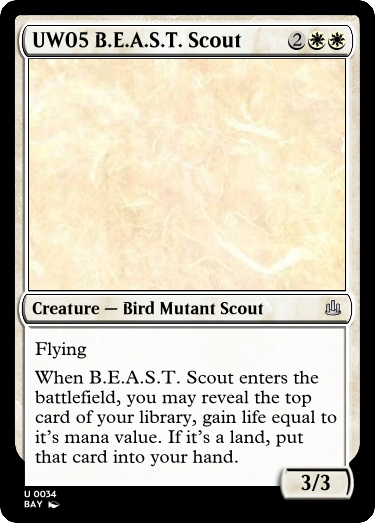 UW05 B.E.A.S.T. Scout 2
Creature — Bird Mutant Scout
Flying
When B.E.A.S.T. Scout enters the
battlefield, you may reveal the top
card of your library, gain life equal to
it's mana value. If it's a land, put
that card into your hand.
3/3
U 0034
BAY